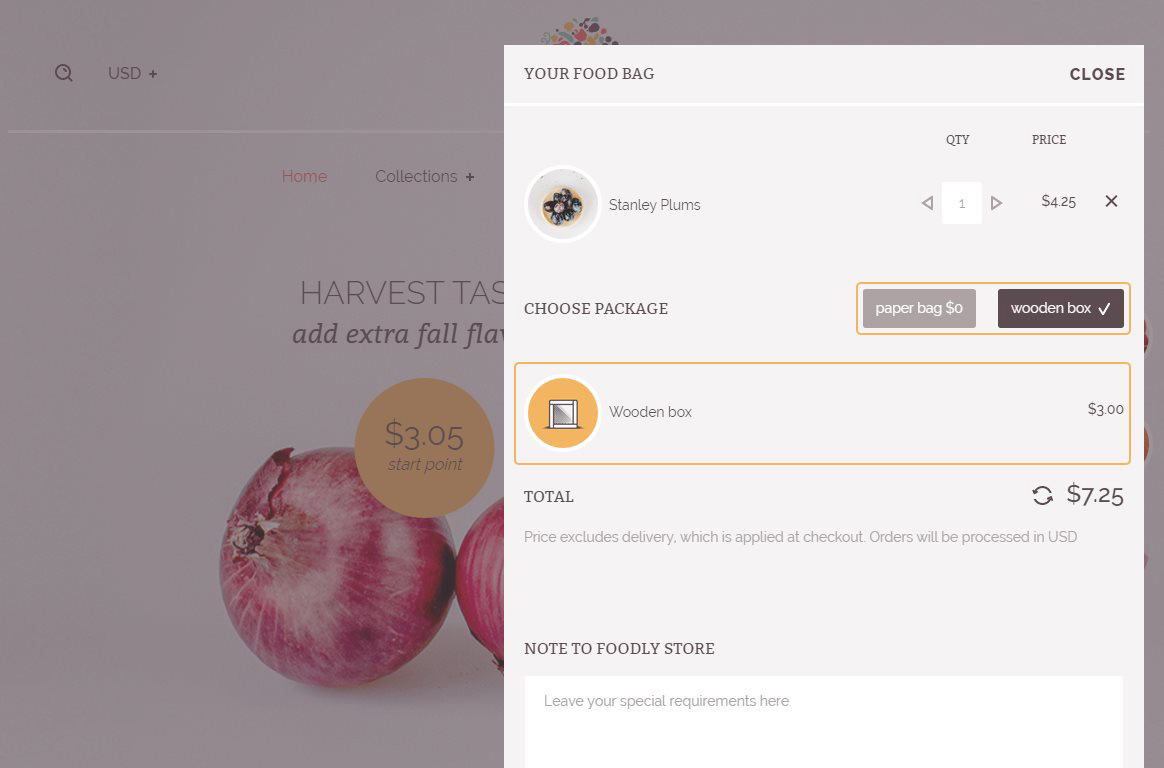 USD +
Home
Collections +
HARVEST TAS
add extra fall flav
$3.05
start point
YOUR FOOD BAG
CLOSE
QTY
PRICE
Stanley Plums
1
$4.25
CHOOSE PACKAGE
paper bag $0
wooden box
Wooden box
$3.00
TOTAL
$7.25
Price excludes delivery, which is applied at checkout. Orders will be processed in USD
NOTE TO FOODLY STORE
Leave your special requirements here